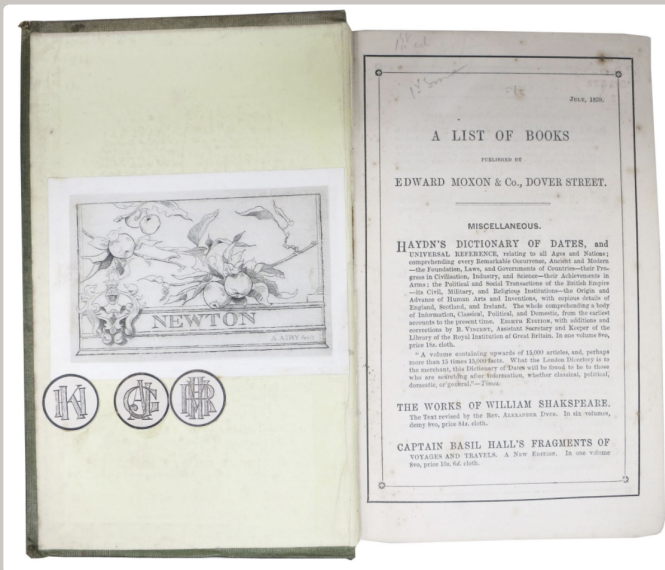 NEWTON
JULY, 1859.
A LIST OF BOOKS
PUBLISHED BY
EDWARD MOXON & Co., DOVER STREET.
MISCELLANEOUS.
HAYDN'S DICTIONARY OF DATES, and
UNIVERSAL REFERENCE, relating to all Ages and Nations;
comprehending every Remarkable Occurrence, Ancient and Modern
—the Foundation, Laws, and Governments of Countries—their Pro-
gress in Civilisation, Industry, and Science—their Achievements in
Arms; the Political and Social Transactions of the British Empire
—its Civil, Military, and Religious Institutions—the Origin and
Advance of Human Arts and Inventions, with copious details of
England, Scotland, and Ireland. The whole comprehending a body
of Information, Classical, Political, and Domestic, from the earliest
accounts to the present time. EIGHTH EDITION, with additions and
corrections by B. VINCENT, Assistant Secretary and Keeper of the
Library of the Royal Institution of Great Britain. In one volume 8vo,
price 18s. cloth.
"A volume containing upwards of 15,000 articles, and, perhaps
more than 15 times 15,000 facts. What the London Directory is to
the merchant, this Dictionary of Dates will be found to be to those
who are searching after information, whether classical, political,
domestic, or general."—Times.
THE WORKS OF WILLIAM SHAKSPEARE.
The Text revised by the Rev. ALEXANDER DYCE. In six volumes,
demy 8vo, price 84s. cloth.
CAPTAIN BASIL HALL'S FRAGMENTS OF
VOYAGES AND TRAVELS. A NEW EDITION. In one volume
8vo, price 10s. 6d. cloth.